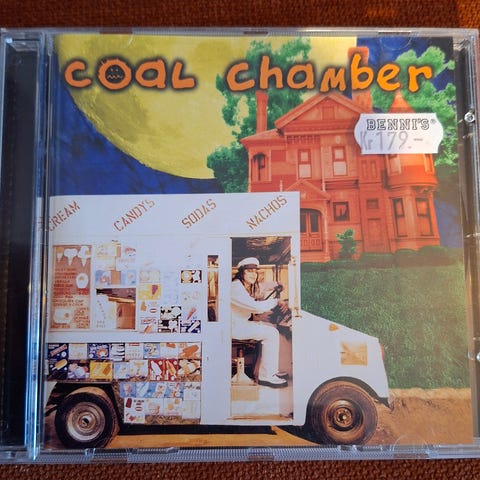 coal chamber
BENNI'S®
Kr 179.-
CREAM CANDYS SODAS NACHOS